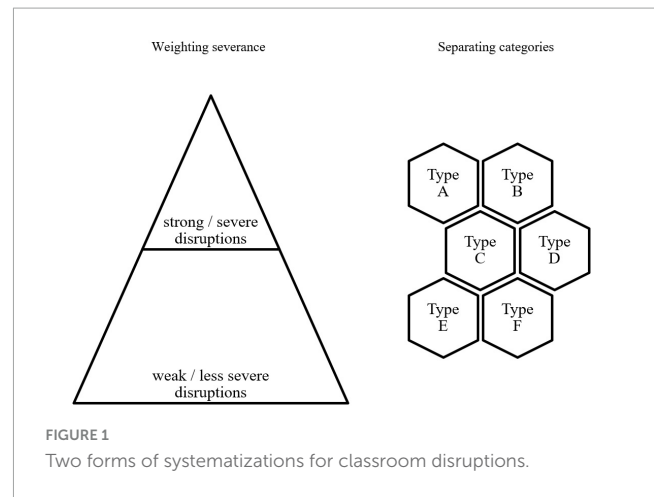 Weighting severance
Separating categories
strong / severe
disruptions
weak / less severe
disruptions
Type
A
Type
B
Type
C
Type
D
Type
E
Type
F
FIGURE 1
Two forms of systematizations for classroom disruptions.